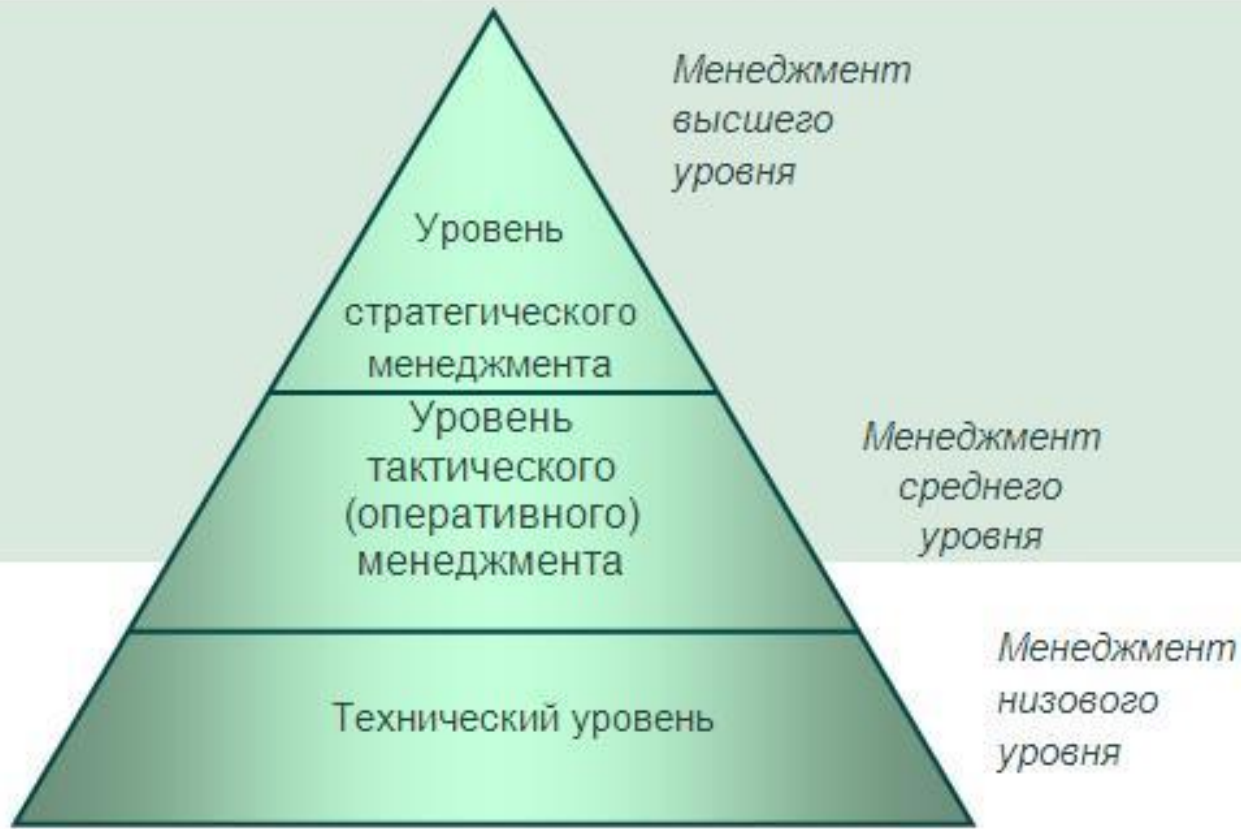 Менеджмент
высшего
уровня
Уровень
стратегического
менеджмента
Уровень
тактического
(оперативного)
менеджмента
Менеджмент
среднего
уровня
Технический уровень
Менеджмент
низового
уровня